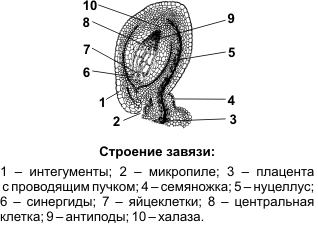 10
8
9
7
5
6
1
4
2
3
Строение завязи:
1 – интегументы; 2 – микропиле; 3 – плацента
с проводящим пучком; 4 – семяножка; 5 – нуцеллус;
6 – синергиды; 7 – яйцеклетки; 8 – центральная
клетка; 9 – антиподы; 10 – халаза.